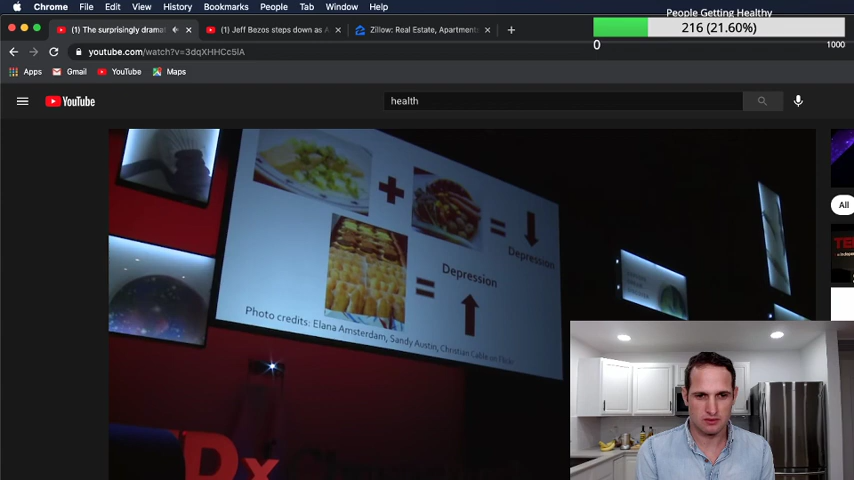 Chrome File Edit View History Bookmarks People Tab Window Help
People Getting Healthy
216 (21.60%)
0 1000
(1) The surprisingly dramat
(1) Jeff Bezos steps down as A
Zillow: Real Estate, Apartment
youtube.com/watch?v=3dqXHHCc5lA
Apps Gmail YouTube Maps
YouTube
health
All
Depression
Depression
Photo credits: Elana Amsterdam, Sandy Austin, Christian Cable on Flickr
TED
Dx